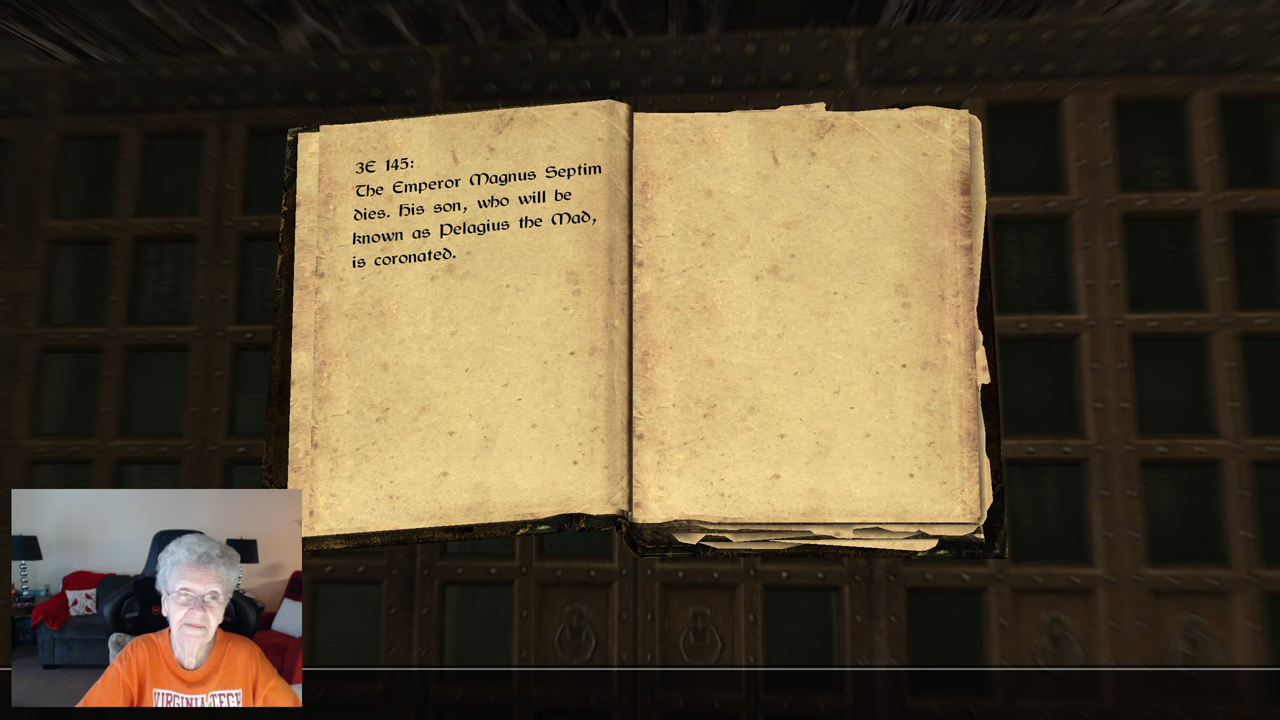 3E 145:
The Emperor Magnus Septim
dies. His son, who will be
known as Pelagius the Mad,
is coronated.
VIRGINIA TECH